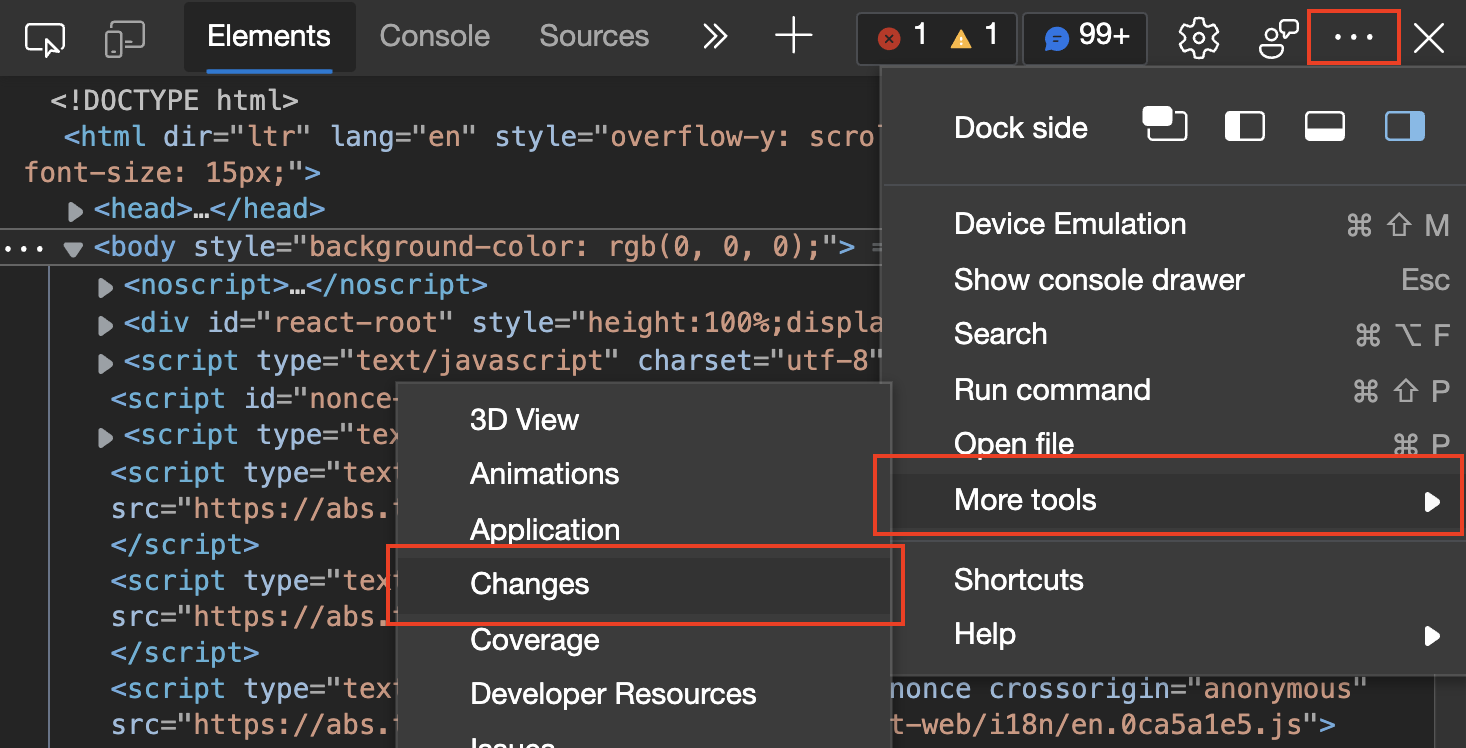 Elements Console Sources 1 1 99+
<!DOCTYPE html>
<html dir="ltr" lang="en" style="overflow-y: scrol
font-size: 15px;">
<head>…</head>
<body style="background-color: rgb(0, 0, 0);"> =
<noscript>…</noscript>
<div id="react-root" style="height:100%;displa
<script type="text/javascript" charset="utf-8"
<script id="nonce-
<script type="tex
<script type="text
src="https://abs.
</script>
<script type="tex
src="https://abs.
</script>
<script type="text
src="https://abs.
nonce crossorigin="anonymous"
t-web/i18n/en.0ca5a1e5.js">
Dock side
Device Emulation ⌘ ⇧ M
Show console drawer Esc
Search ⌘ ⌥ F
Run command ⌘ ⇧ P
Open file ⌘ P
More tools
Shortcuts
Help
3D View
Animations
Application
Changes
Coverage
Developer Resources
Issues